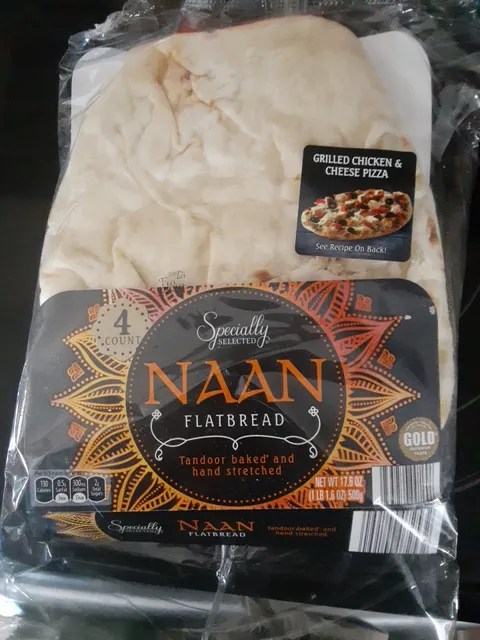 GRILLED CHICKEN &
CHEESE PIZZA
See Recipe On Back!
4
COUNT
Specially
SELECTED
NAAN
FLATBREAD
Tandoor baked* and
hand stretched
GOLD
NET WT 17.6 OZ
(1 LB 1.6 OZ) 500g
Specially
SELECTED
NAAN
FLATBREAD
Tandoor baked* and
hand stretched